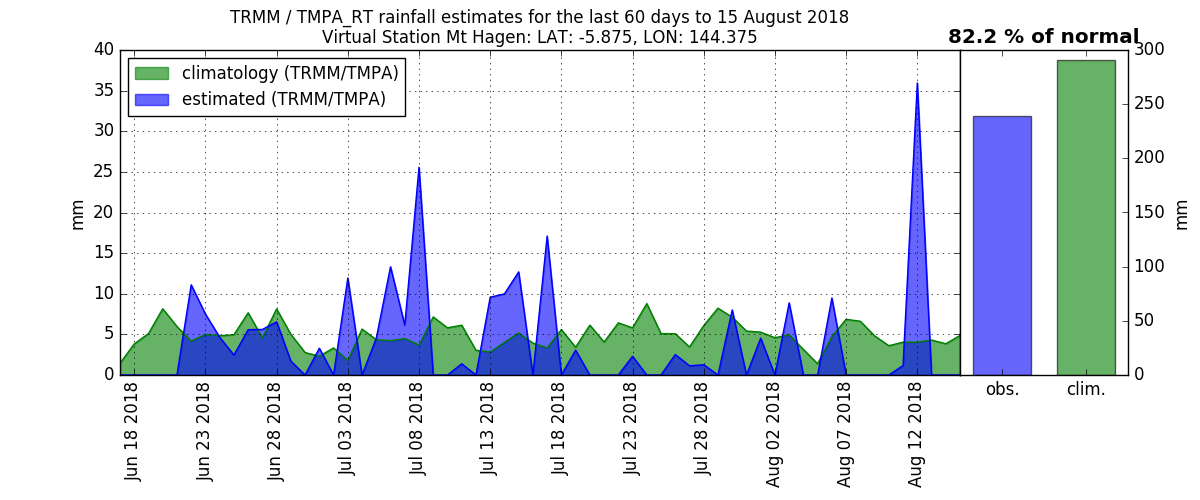 TRMM / TMPA_RT rainfall estimates for the last 60 days to 15 August 2018
Virtual Station Mt Hagen: LAT: -5.875, LON: 144.375
82.2 % of normal
climatology (TRMM/TMPA)
estimated (TRMM/TMPA)
mm
40
35
30
25
20
15
10
5
0
Jun 18 2018
Jun 23 2018
Jun 28 2018
Jul 03 2018
Jul 08 2018
Jul 13 2018
Jul 18 2018
Jul 23 2018
Jul 28 2018
Aug 02 2018
Aug 07 2018
Aug 12 2018
obs.
clim.
300
250
200
150
100
50
0
mm